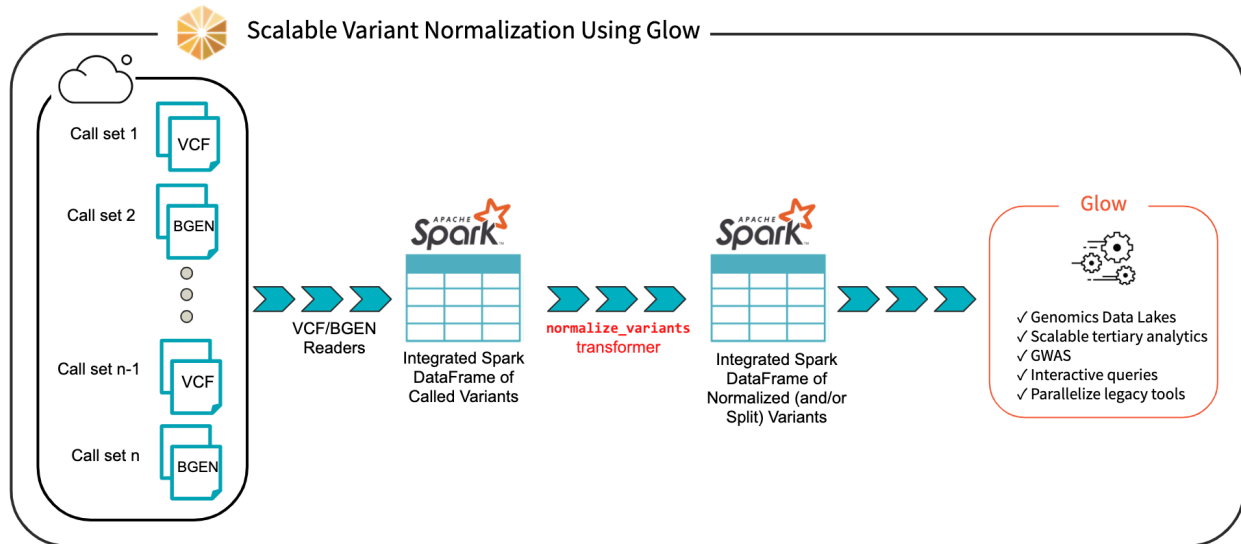 Scalable Variant Normalization Using Glow
Call set 1
VCF
Call set 2
BGEN
Call set n-1
VCF
Call set n
BGEN
VCF/BGEN
Readers
APACHE
Spark™
Integrated Spark
DataFrame of
Called Variants
normalize_variants
transformer
APACHE
Spark™
Integrated Spark
DataFrame of
Normalized (and/or
Split) Variants
Glow
✓ Genomics Data Lakes
✓ Scalable tertiary analytics
✓ GWAS
✓ Interactive queries
✓ Parallelize legacy tools